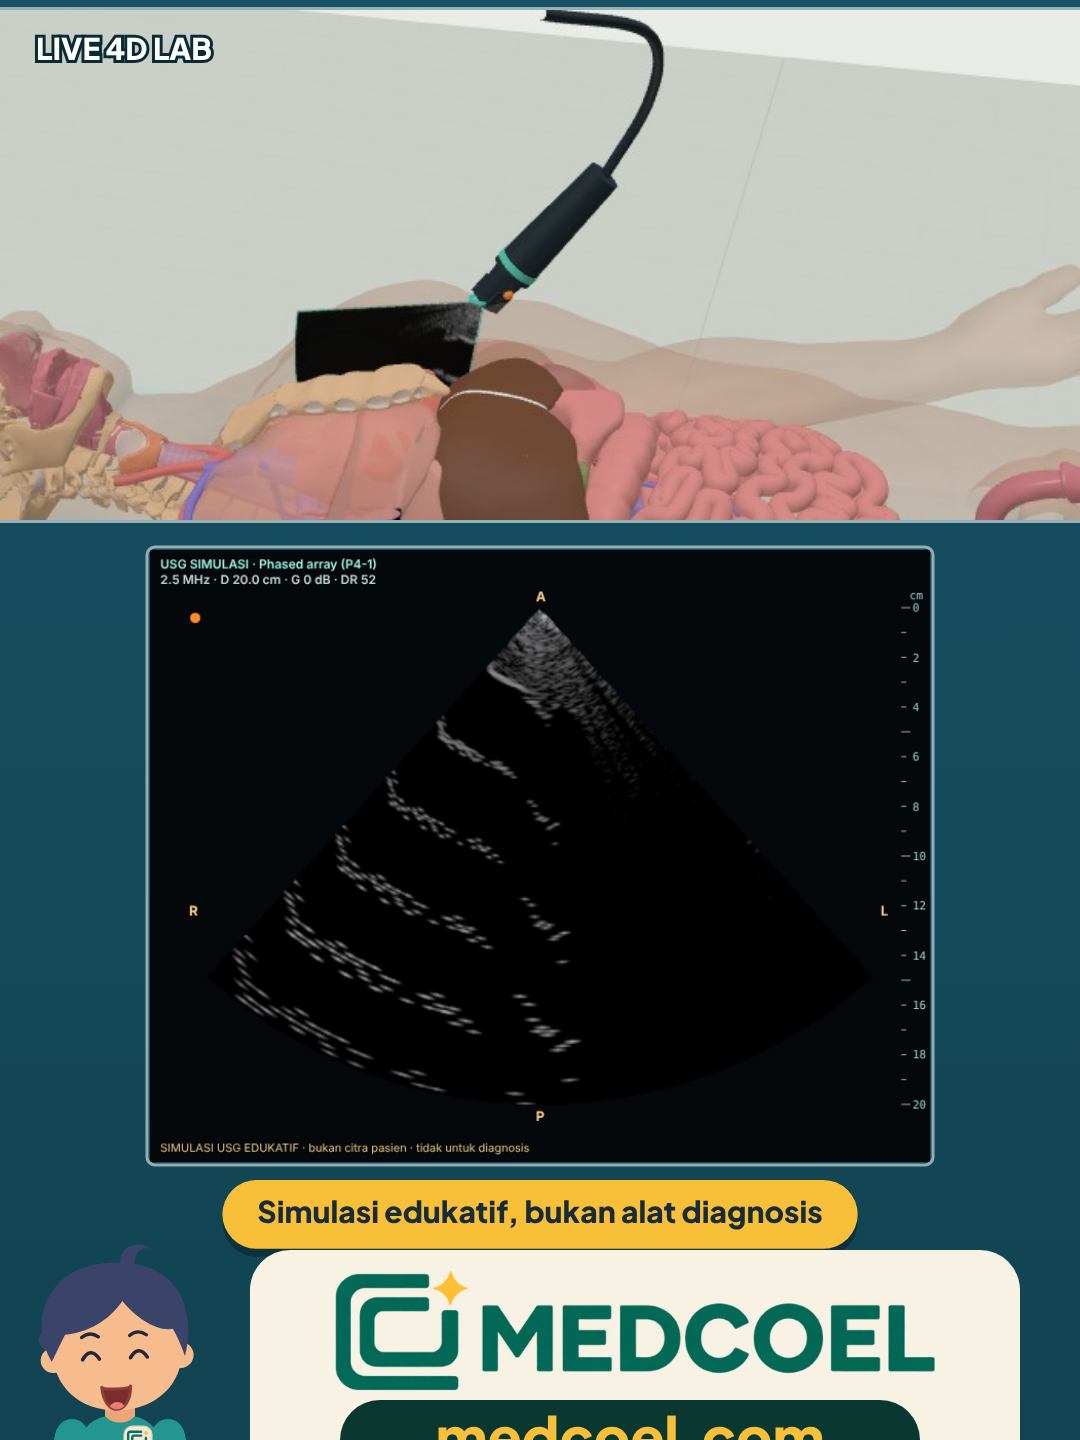 LIVE 4D LAB
USG SIMULASI · Phased array (P4-1)
2.5 MHz · D 20.0 cm · G 0 dB · DR 52
A
cm
0
2
4
6
8
10
R
L
12
14
16
18
20
P
SIMULASI USG EDUKATIF · bukan citra pasien · tidak untuk diagnosis
Simulasi edukatif, bukan alat diagnosis
MEDCOEL
medcoel.com